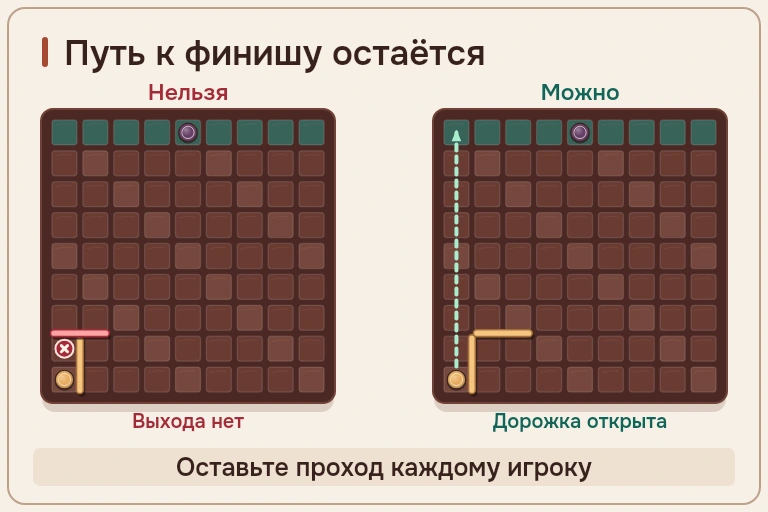 Путь к финишу остаётся
Нельзя
Можно
Выхода нет
Дорожка открыта
Оставьте проход каждому игроку